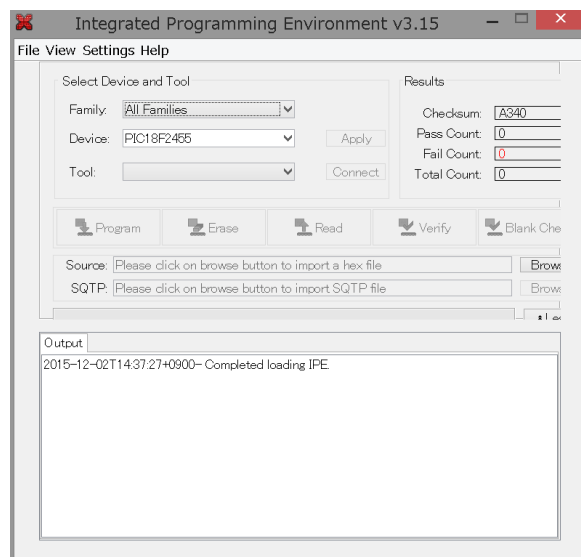 Integrated Programming Environment v3.15
File View Settings Help
Select Device and Tool
Results
Family: All Families
Checksum: A340
Device: PIC18F2455 Apply
Pass Count: 0
Fail Count: 0
Tool: Connect
Total Count: 0
Program Erase Read Verify Blank Che
Source: Please click on browse button to import a hex file Brow
SQTP: Please click on browse button to import SQTP file Brow
Output
2015-12-02T14:37:27+0900- Completed loading IPE.